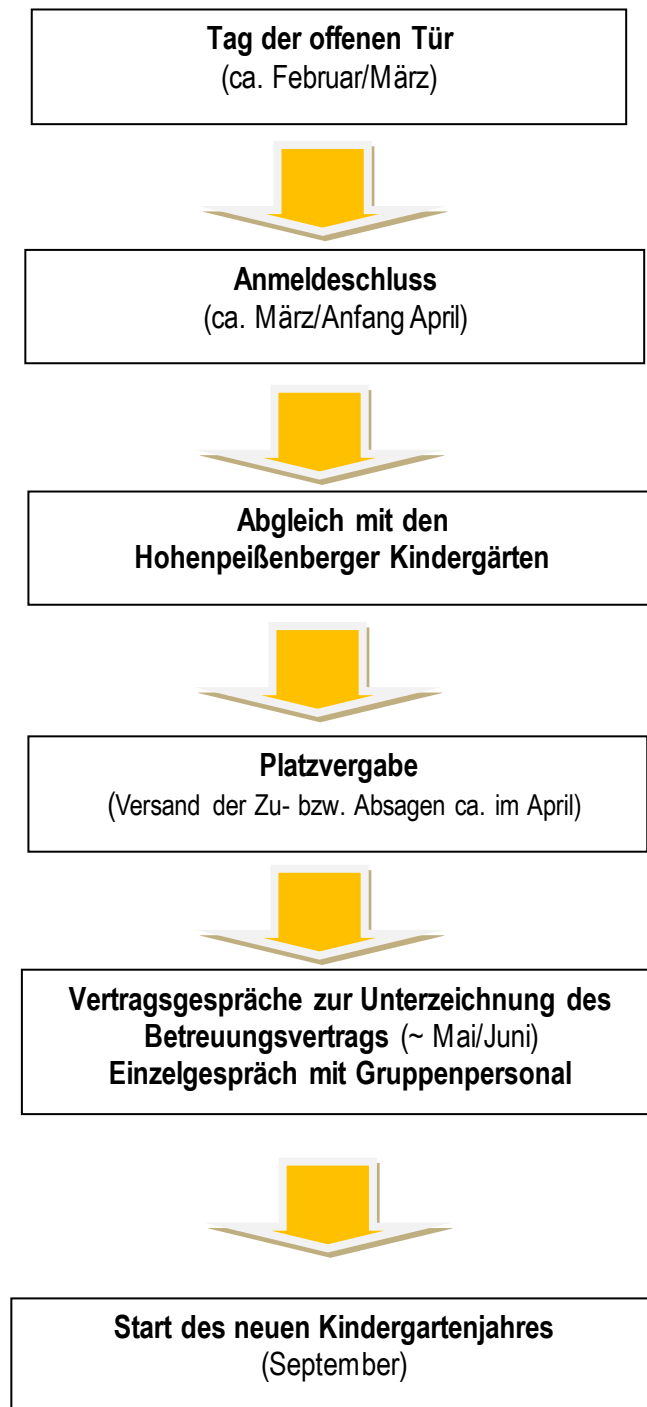 Tag der offenen Tür
(ca. Februar/März)
Anmeldeschluss
(ca. März/Anfang April)
Abgleich mit den
Hohenpeißenberger Kindergärten
Platzvergabe
(Versand der Zu- bzw. Absagen ca. im April)
Vertragsgespräche zur Unterzeichnung des
Betreuungsvertrags (~ Mai/Juni)
Einzelgespräch mit Gruppenpersonal
Start des neuen Kindergartenjahres
(September)